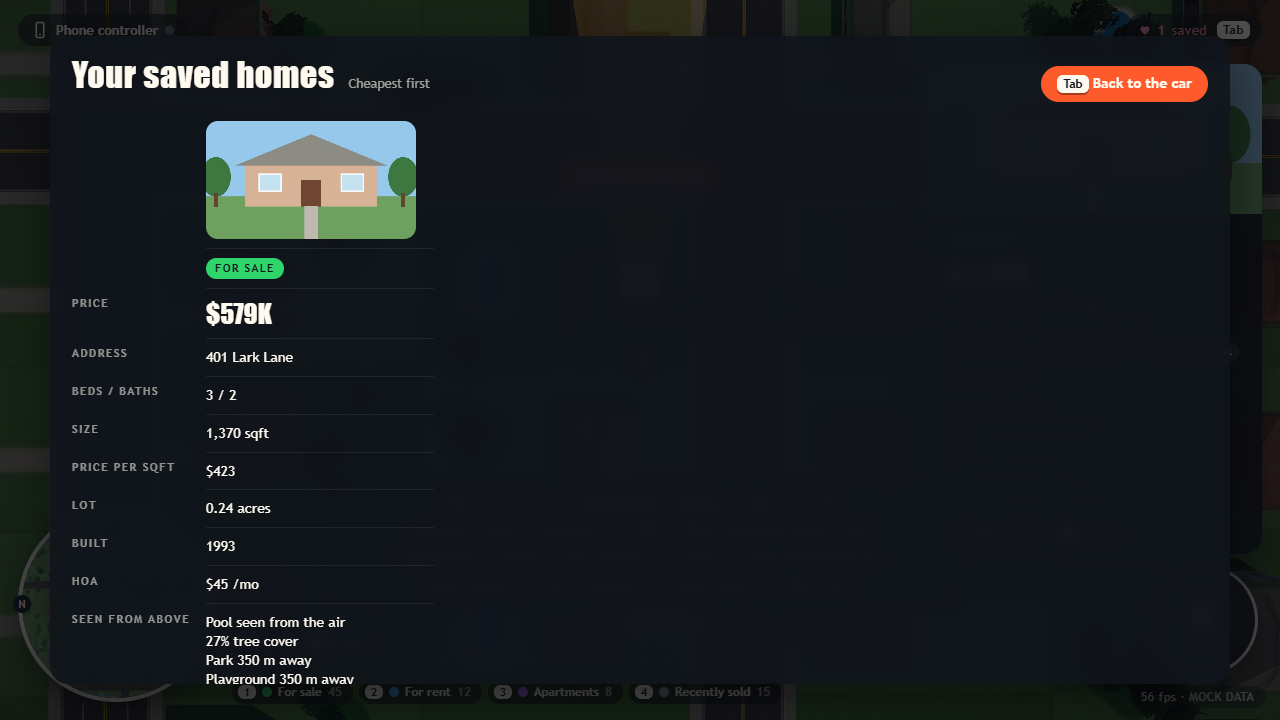 Phone controller
1 saved Tab
Your saved homes Cheapest first
Tab Back to the car
FOR SALE
PRICE $579K
ADDRESS 401 Lark Lane
BEDS / BATHS 3 / 2
SIZE 1,370 sqft
PRICE PER SQFT $423
LOT 0.24 acres
BUILT 1993
HOA $45 /mo
SEEN FROM ABOVE Pool seen from the air
27% tree cover
Park 350 m away
Playground 350 m away
N
1 For sale 45 2 For rent 12 3 Apartments 8 4 Recently sold 15
56 fps · MOCK DATA